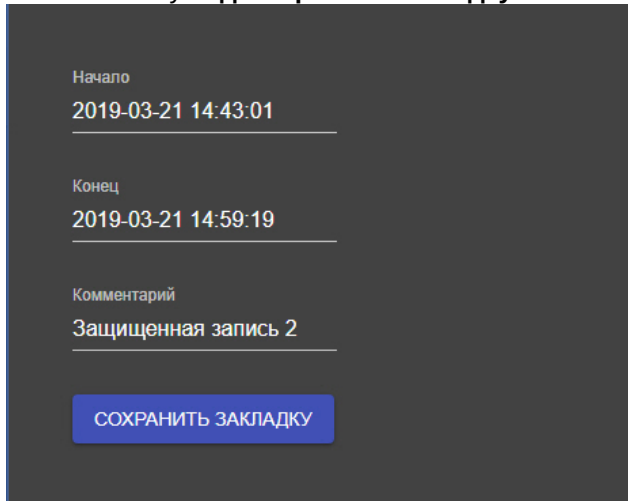 Начало
2019-03-21 14:43:01
Конец
2019-03-21 14:59:19
Комментарий
Защищенная запись 2
СОХРАНИТЬ ЗАКЛАДКУ